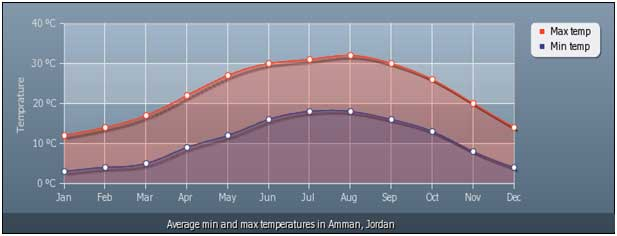 40 ºC
Max temp
Min temp
30 ºC
20 ºC
Temprature
10 ºC
0 ºC
Jan Feb Mar Apr May Jun Jul Aug Sep Oct Nov Dec
Average min and max temperatures in Amman, Jordan